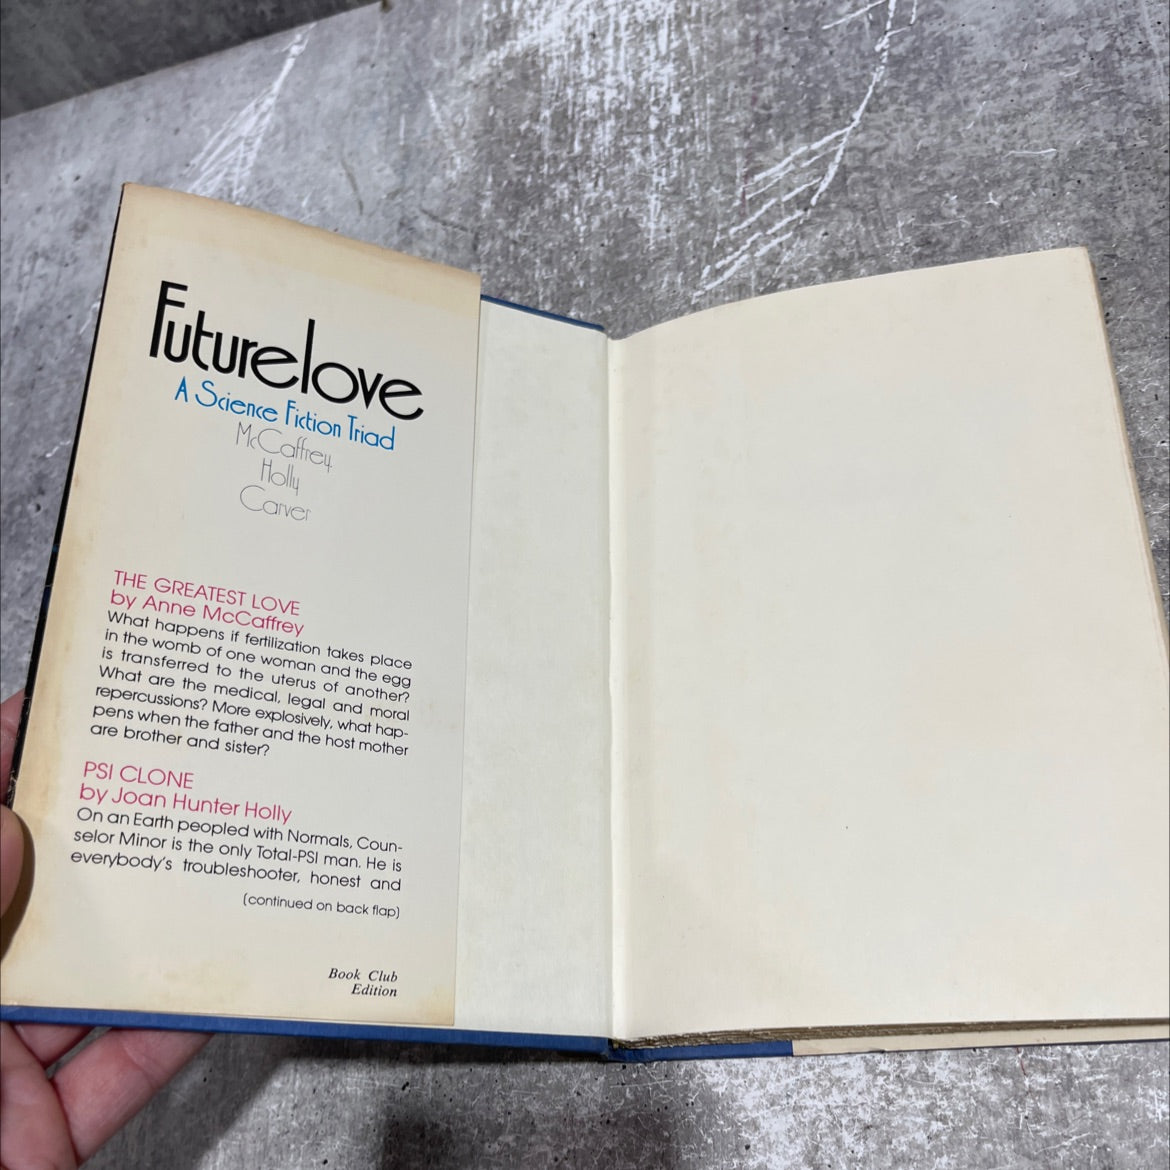 Futurelove
A Science Fiction Triad
McCaffrey
Holly
Carver
THE GREATEST LOVE
by Anne McCaffrey
What happens if fertilization takes place
in the womb of one woman and the egg
is transferred to the uterus of another?
What are the medical, legal and moral
repercussions? More explosively, what hap-
pens when the father and the host mother
are brother and sister?
PSI CLONE
by Joan Hunter Holly
On an Earth peopled with Normals, Coun-
selor Minor is the only Total-PSI man. He is
everybody's troubleshooter, honest and
(continued on back flap)
Book Club
Edition